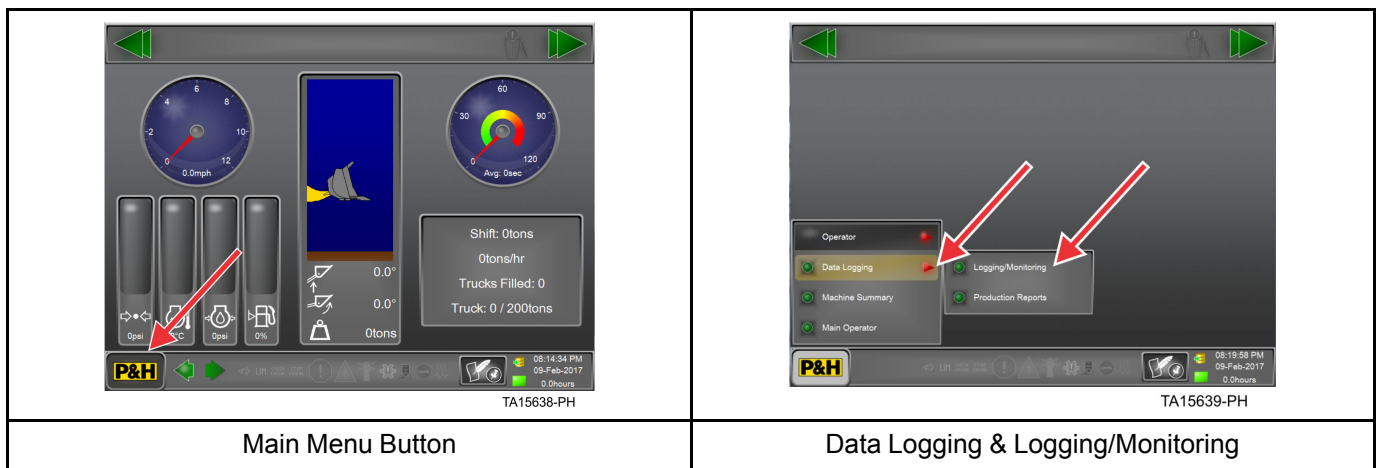 6
4
8
2
10
0
12
0.0mph
60
30
90
0
120
Avg: 0sec
Shift: 0tons
0tons/hr
Trucks Filled: 0
Truck: 0 / 200tons
0.0°
0.0°
0tons
0psi
°C
0psi
0%
P&H
LIM
08:14:34 PM
09-Feb-2017
0.0hours
TA15638-PH
Main Menu Button
Operator
Data Logging
Machine Summary
Main Operator
Logging/Monitoring
Production Reports
P&H
LIM
08:19:58 PM
09-Feb-2017
0.0hours
TA15639-PH
Data Logging & Logging/Monitoring